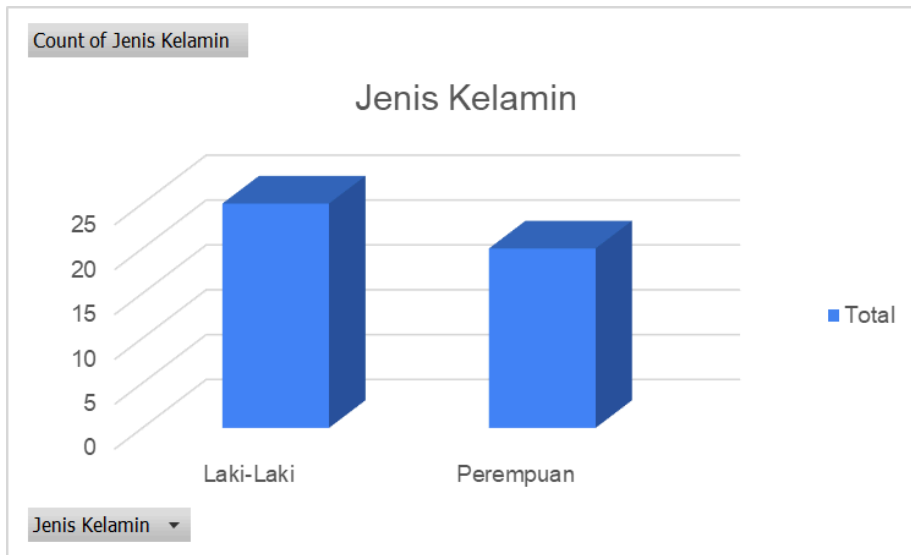 Count of Jenis Kelamin
Jenis Kelamin
25
20
15
10
5
0
Total
Laki-Laki
Perempuan
Jenis Kelamin